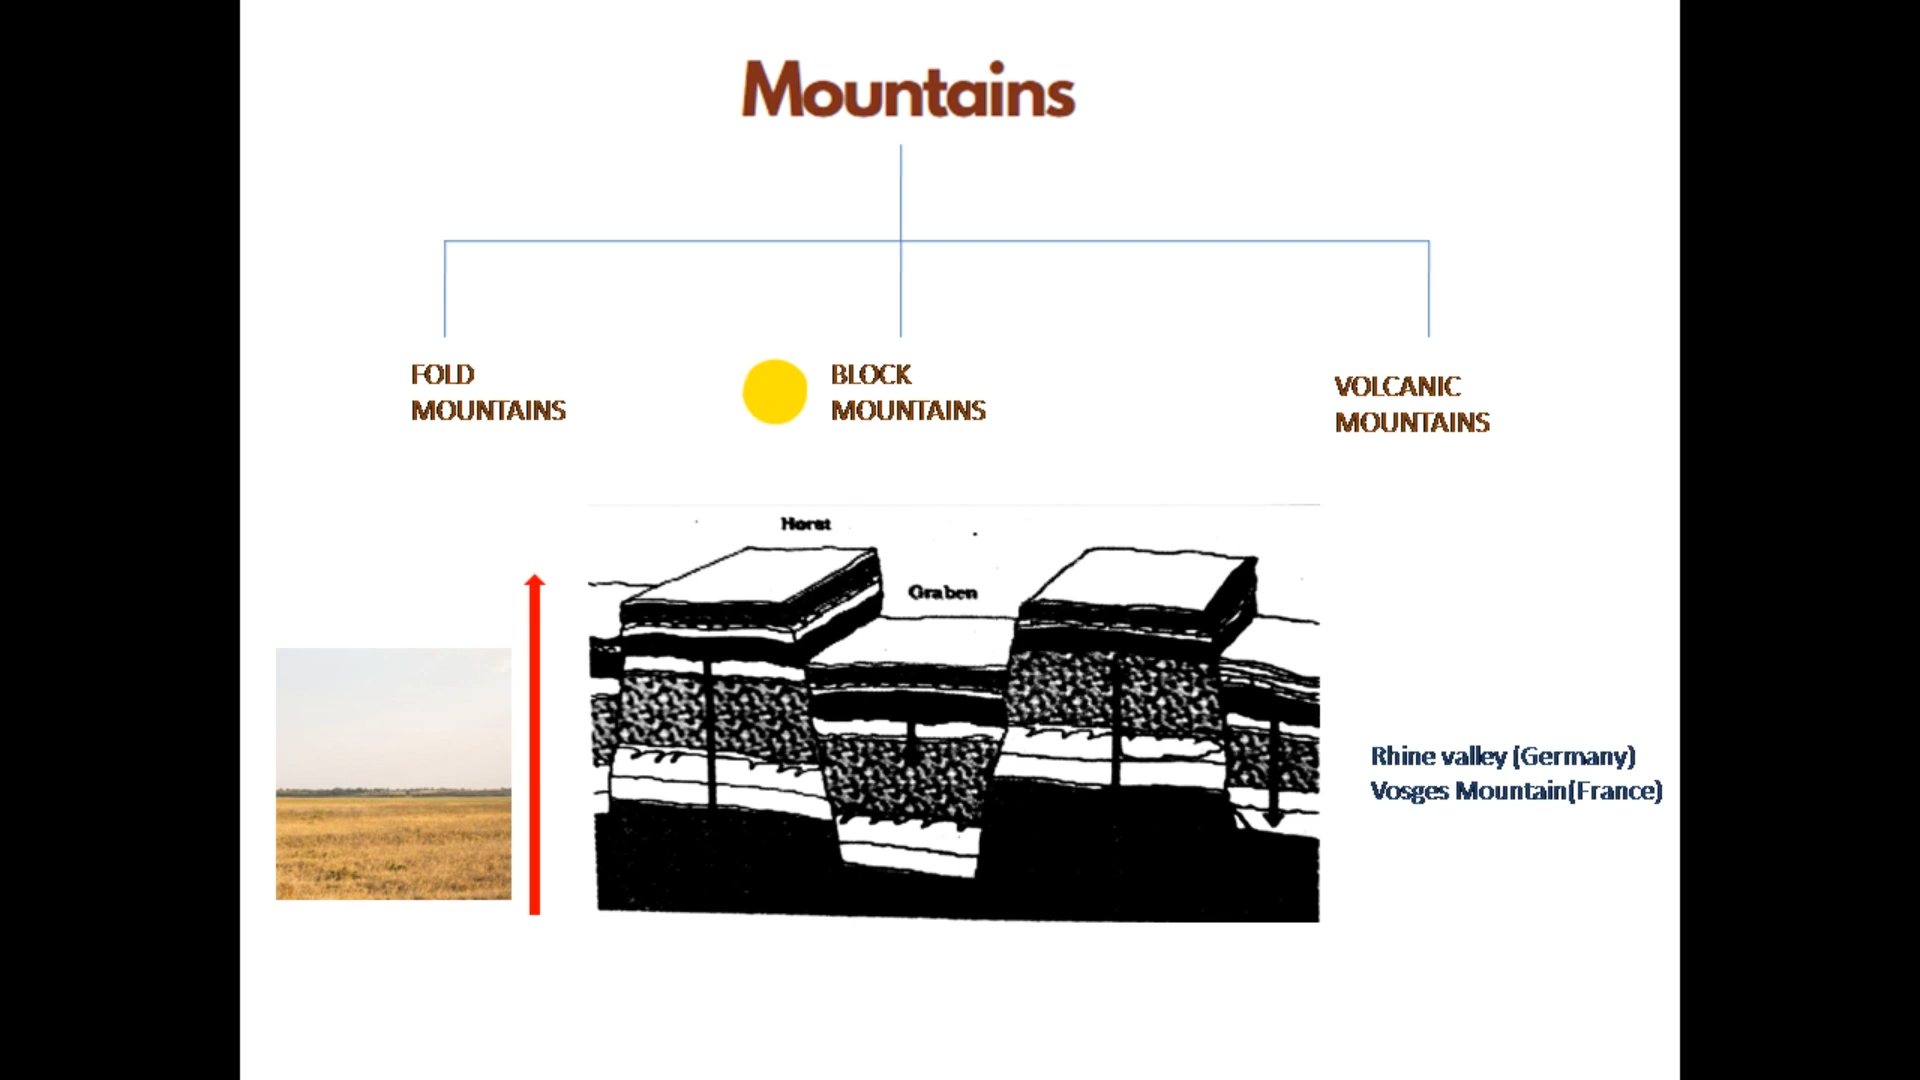 Mountains
FOLD
MOUNTAINS
BLOCK
MOUNTAINS
VOLCANIC
MOUNTAINS
Horst
Graben
Rhine valley (Germany)
Vosges Mountain(France)